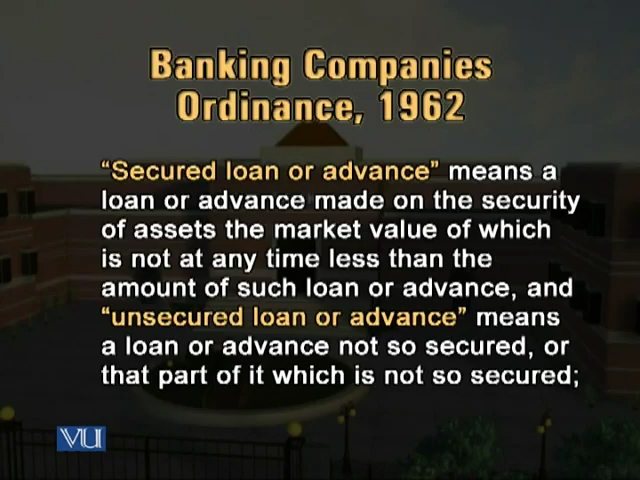 Banking Companies
Ordinance, 1962
“Secured loan or advance” means a
loan or advance made on the security
of assets the market value of which
is not at any time less than the
amount of such loan or advance, and
“unsecured loan or advance” means
a loan or advance not so secured, or
that part of it which is not so secured;
VU